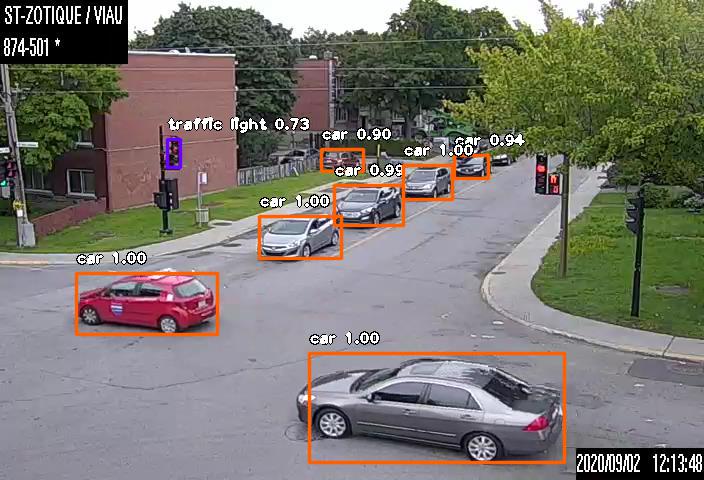 ST-ZOTIQUE / VIAU
874-501 *
traffic light 0.73
car 0.90
car 0.94
car 1.00
car 0.99
car 1.00
car 1.00
car 1.00
2020/09/02 12:13:48